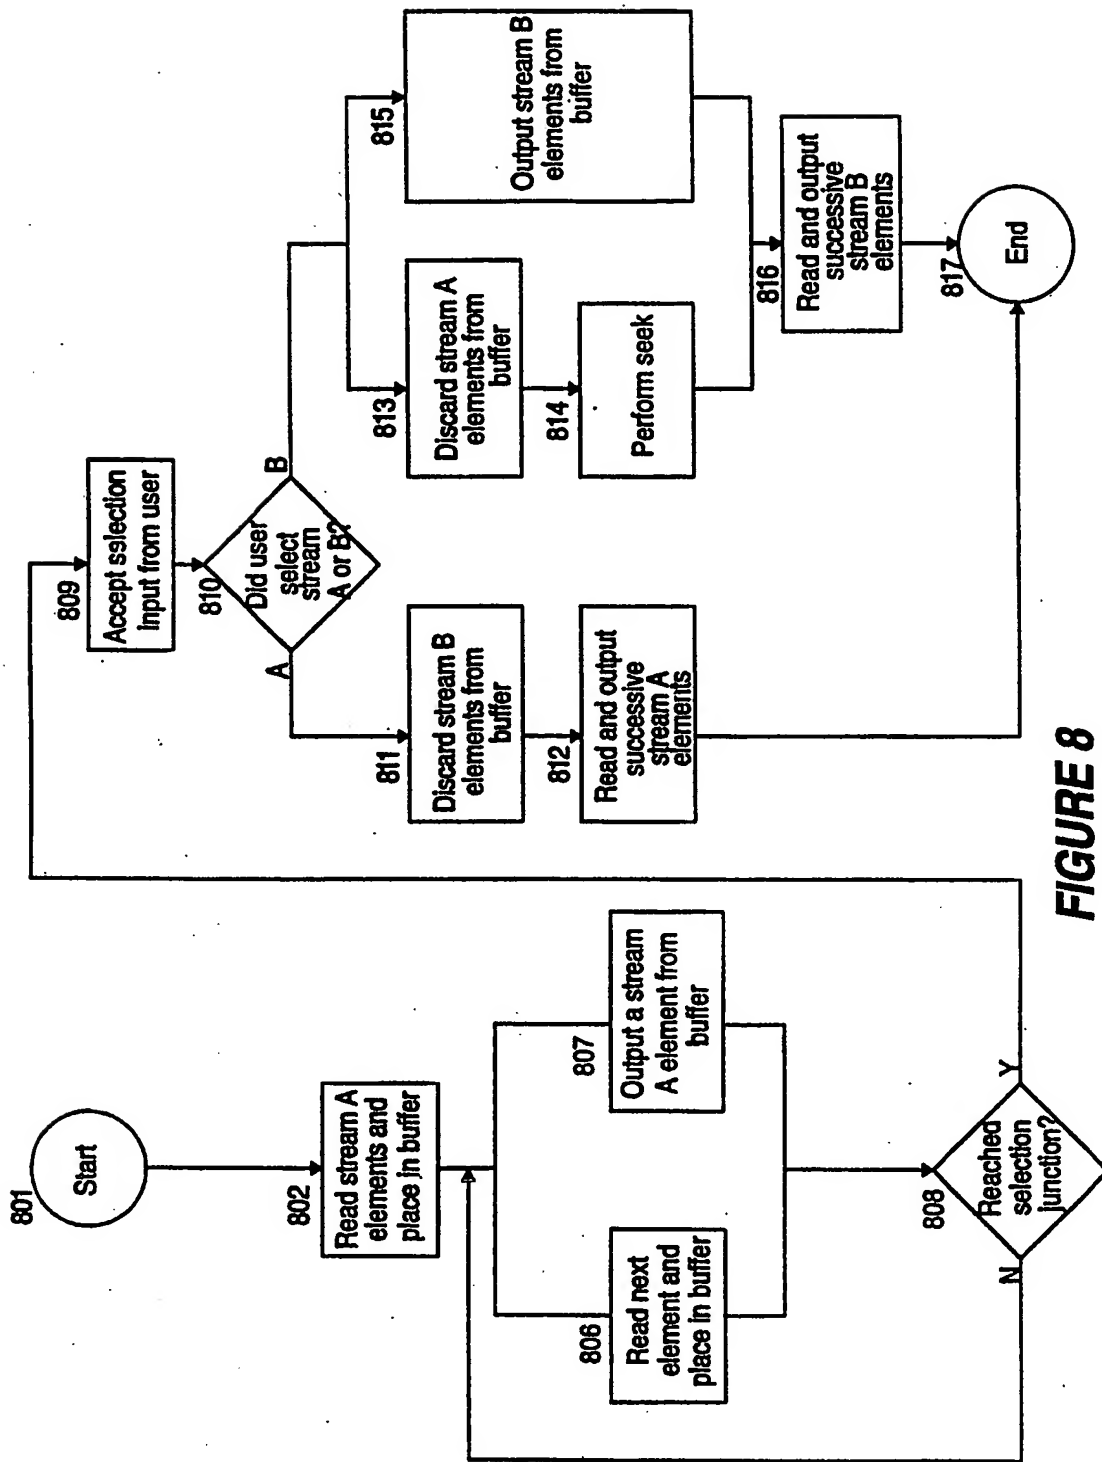 801
Start
802
Read stream A
elements and
place in buffer
806
Read next
element and
place in buffer
807
Output a stream
A element from
buffer
808
Reached
selection
junction?
N
Y
809
Accept selection
input from user
810
Did user
select
stream
A or B?
A
B
811
Discard stream B
elements from
buffer
812
Read and output
successive
stream A
elements
813
Discard stream A
elements from
buffer
814
Perform seek
815
Output stream B
elements from
buffer
816
Read and output
successive
stream B
elements
817
End
FIGURE 8